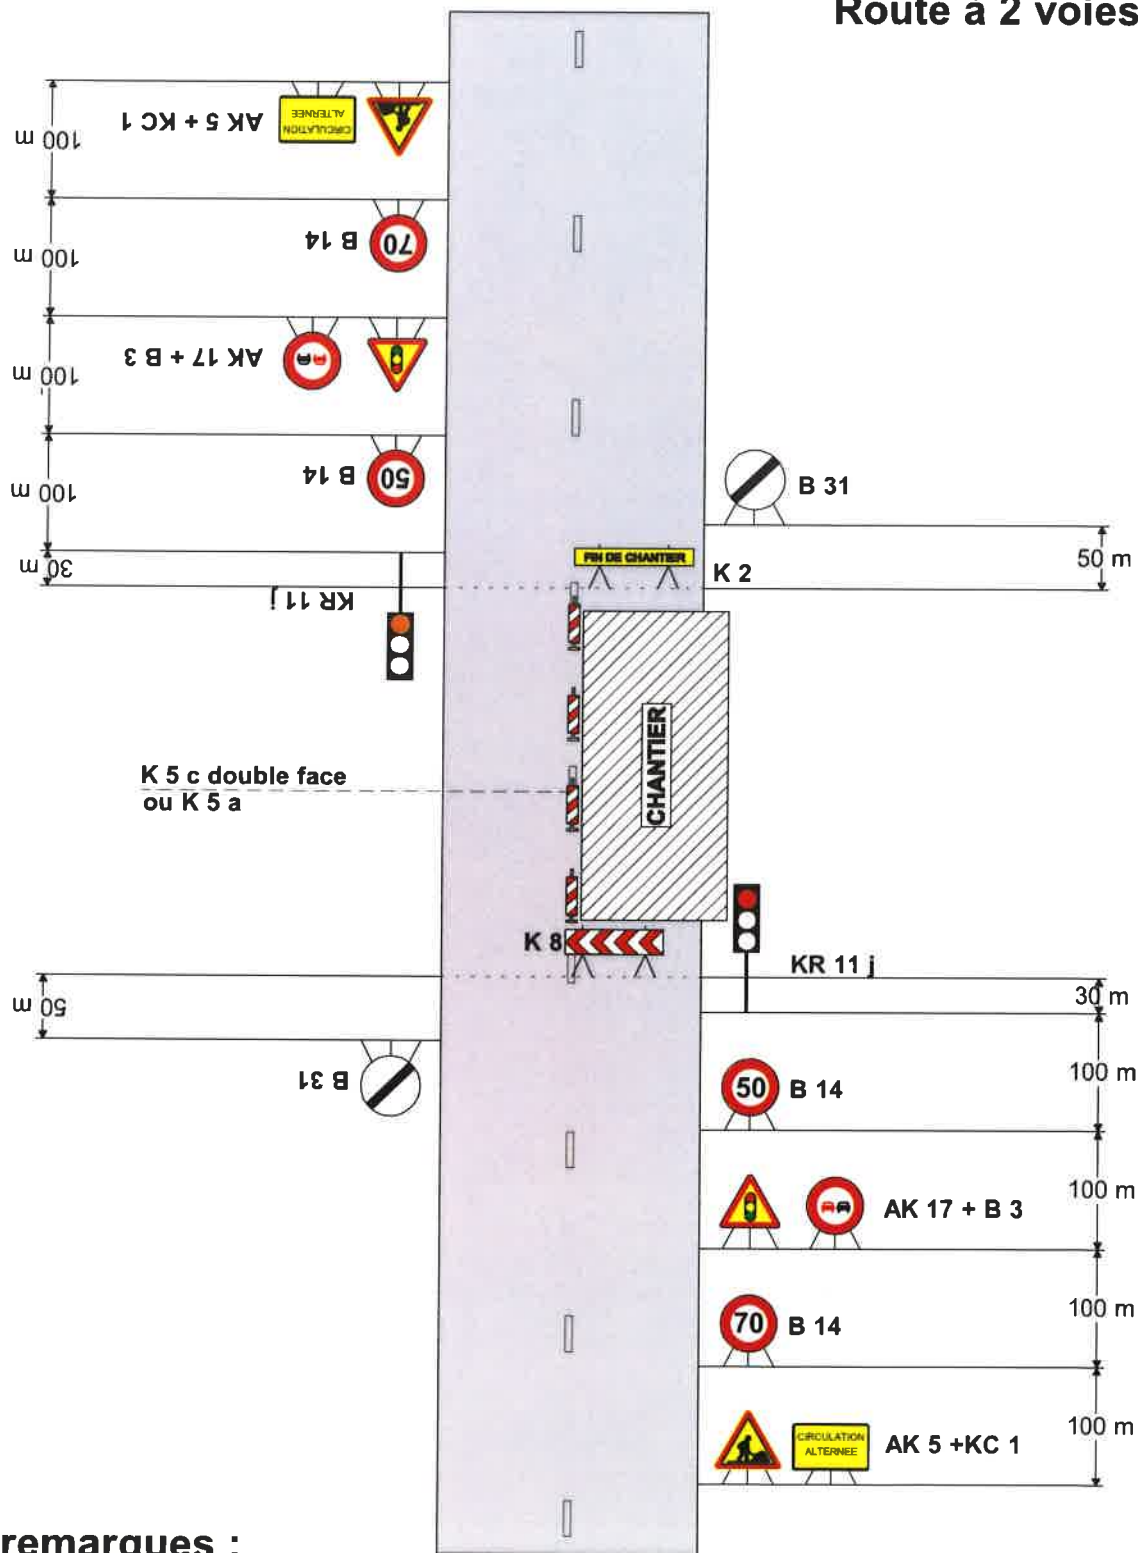 Route à 2 voies
100 m
AK 5 + KC 1
CIRCULATION
ALTERNEE
100 m
B 14
70
100 m
AK 17 + B 3
100 m
B 14
50
B 31
30 m
KR 11 j
FIN DE CHANTIER
K 2
50 m
CHANTIER
K 5 c double face
ou K 5 a
K 8
KR 11 j
30 m
50 m
B 31
50
B 14
100 m
AK 17 + B 3
100 m
70
B 14
100 m
CIRCULATION
ALTERNEE
AK 5 +KC 1
100 m
remarques :